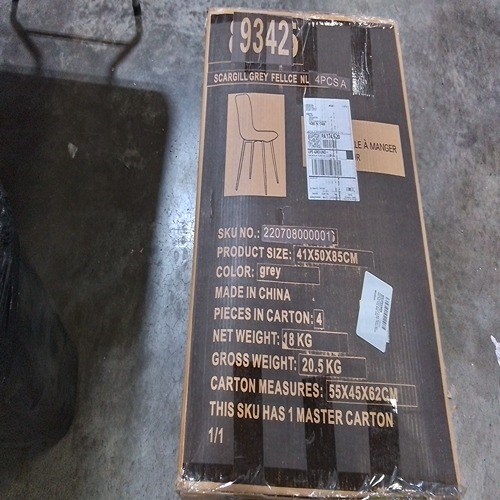 93426
SCARGILL GREY FELLCE NL 4PCS A
LE À MANGER
SKU NO.: 2207080000016
PRODUCT SIZE: 41X50X85CM
COLOR: grey
MADE IN CHINA
PIECES IN CARTON: 4
NET WEIGHT: 18 KG
GROSS WEIGHT: 20.5 KG
CARTON MEASURES: 55X45X62CM
THIS SKU HAS 1 MASTER CARTON
1/1